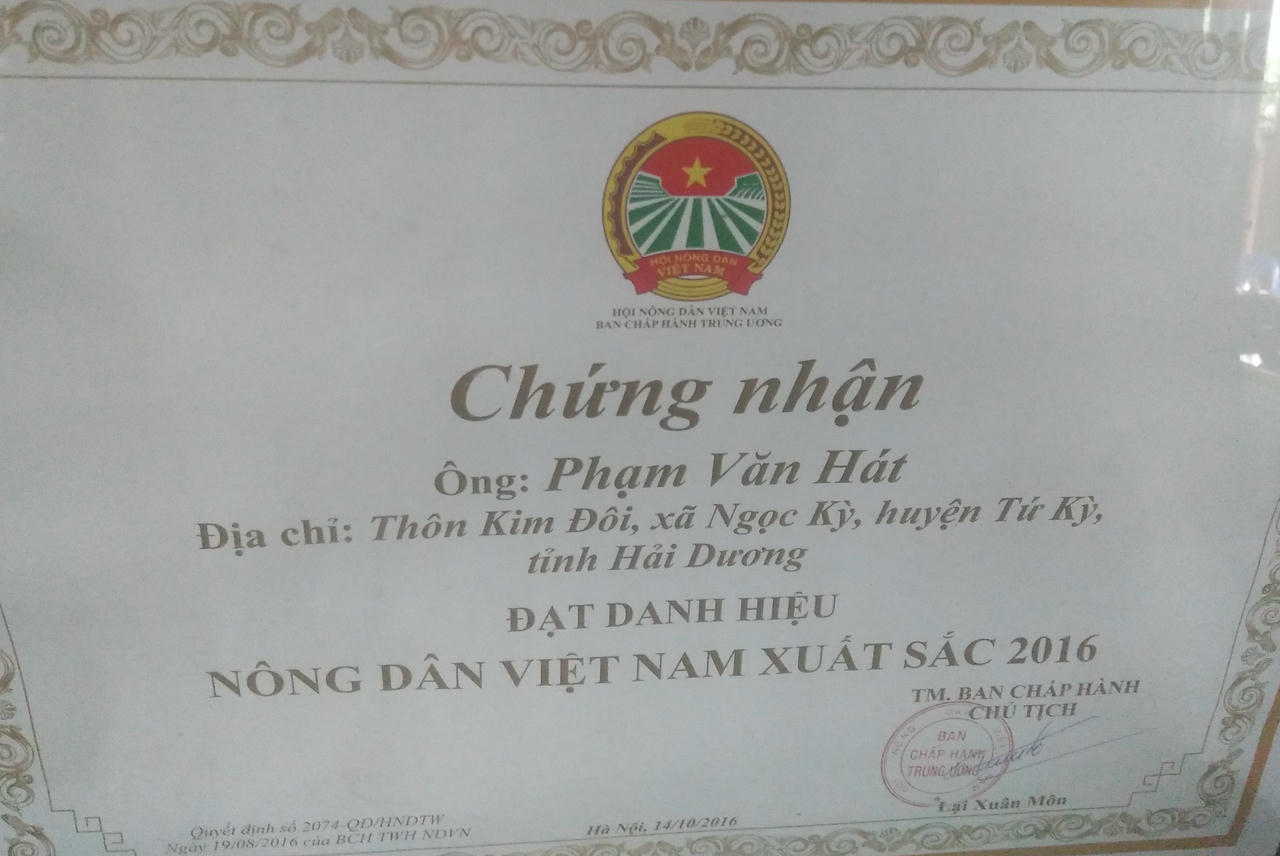 HỘI NÔNG DÂN
VIỆT NAM
HỘI NÔNG DÂN VIỆT NAM
BAN CHẤP HÀNH TRUNG ƯƠNG
Chứng nhận
Ông: Phạm Văn Hát
Địa chỉ: Thôn Kim Đôi, xã Ngọc Kỳ, huyện Tứ Kỳ,
tỉnh Hải Dương
ĐẠT DANH HIỆU
NÔNG DÂN VIỆT NAM XUẤT SẮC 2016
TM. BAN CHẤP HÀNH
CHỦ TỊCH
BAN
CHẤP HÀNH
TRUNG ƯƠNG
Lại Xuân Môn
Quyết định số 2074-QĐ/HNDTW
Ngày 19/08/2016 của BCH TWH NDVN
Hà Nội, 14/10/2016